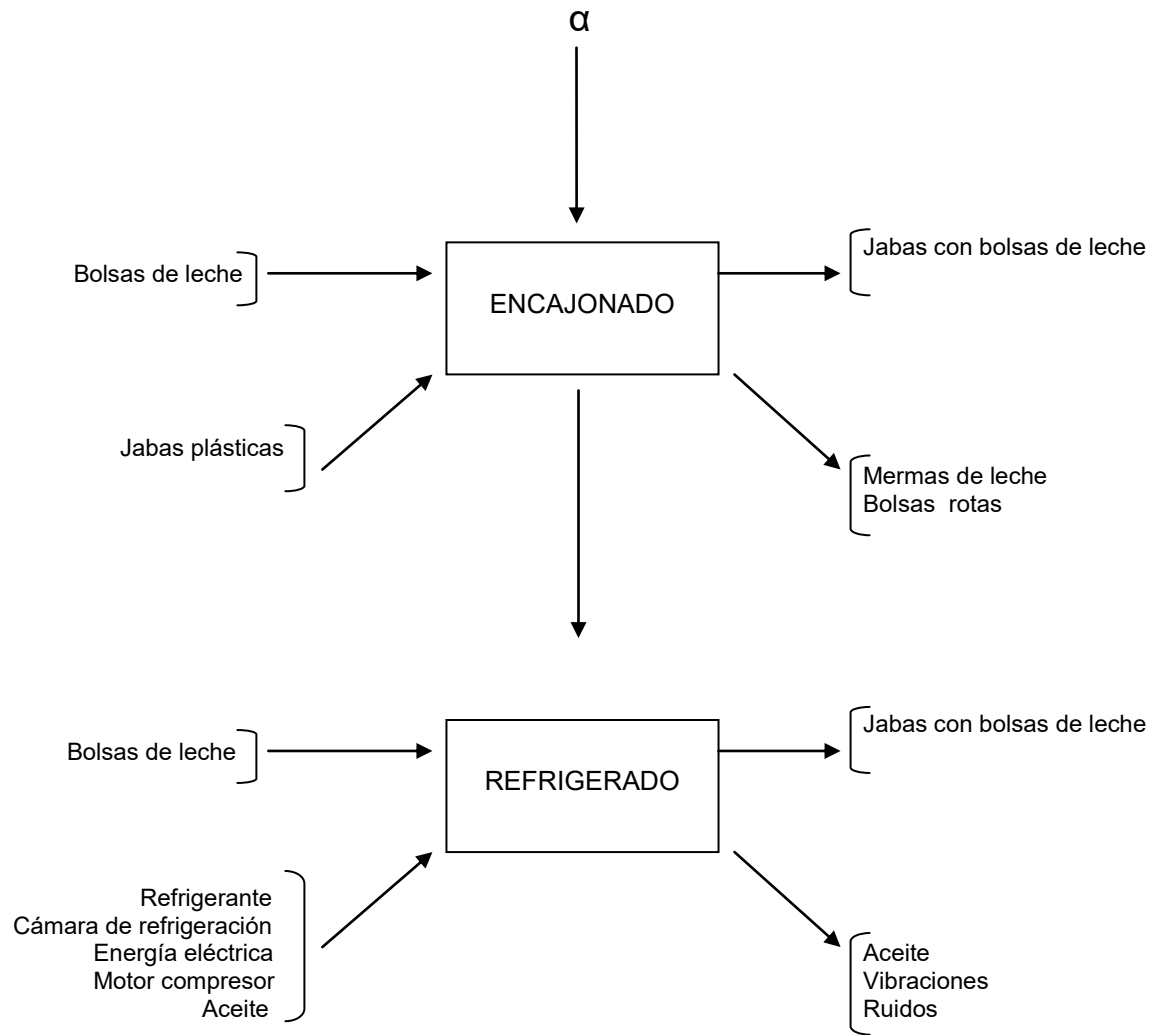 α
Bolsas de leche
ENCAJONADO
Jabas con bolsas de leche
Jabas plásticas
Mermas de leche
Bolsas rotas
Bolsas de leche
REFRIGERADO
Jabas con bolsas de leche
Refrigerante
Cámara de refrigeración
Energía eléctrica
Motor compresor
Aceite
Aceite
Vibraciones
Ruidos